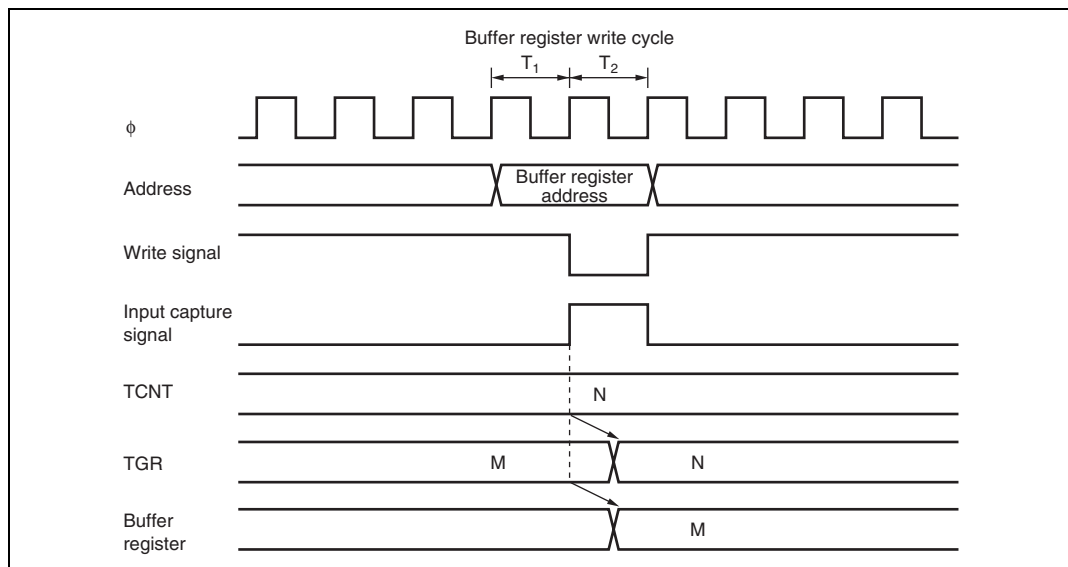 Buffer register write cycle
T1 T2
ϕ
Address
Buffer register
address
Write signal
Input capture
signal
TCNT
N
TGR
M N
Buffer
register
M